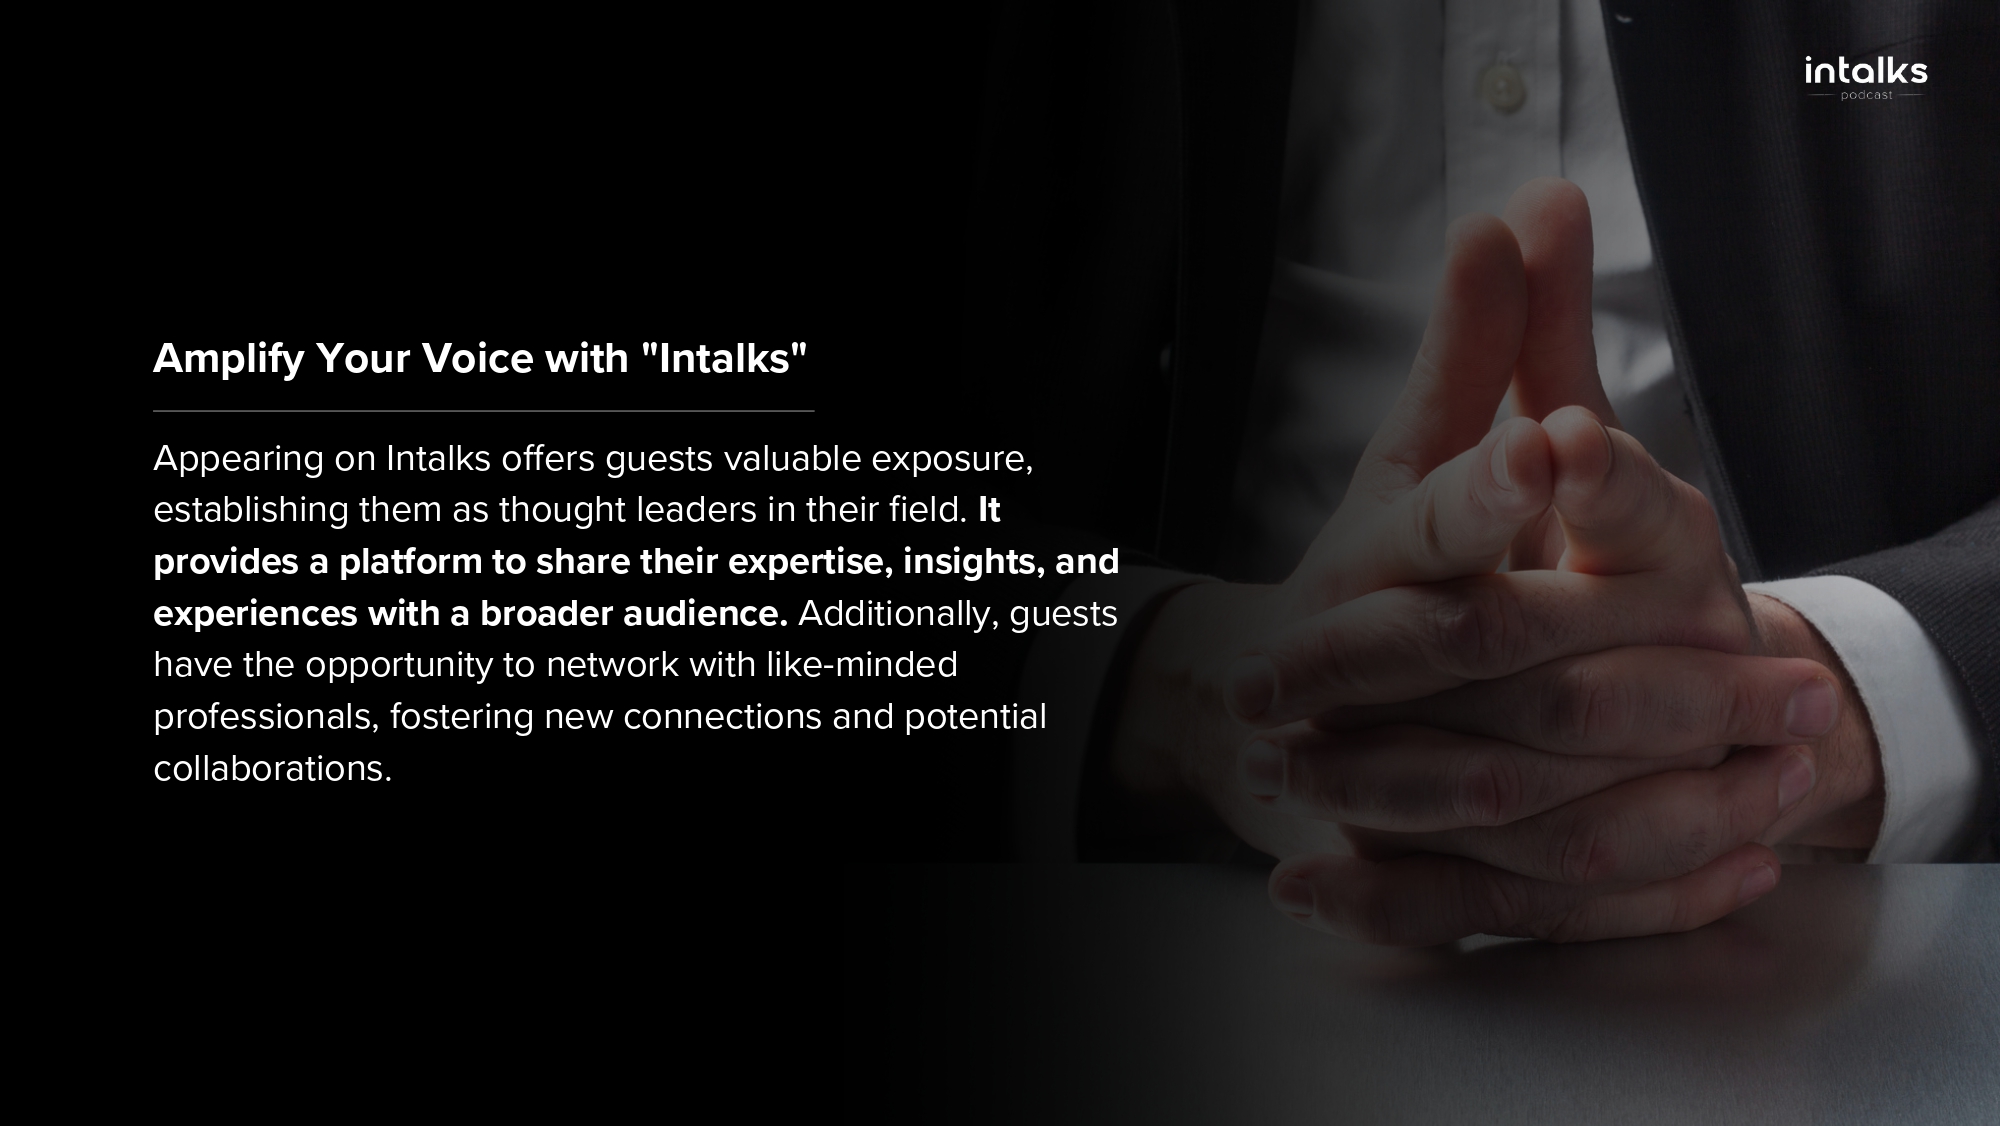 intalks
podcast
Amplify Your Voice with "Intalks"
Appearing on Intalks offers guests valuable exposure,
establishing them as thought leaders in their field. It
provides a platform to share their expertise, insights, and
experiences with a broader audience. Additionally, guests
have the opportunity to network with like-minded
professionals, fostering new connections and potential
collaborations.